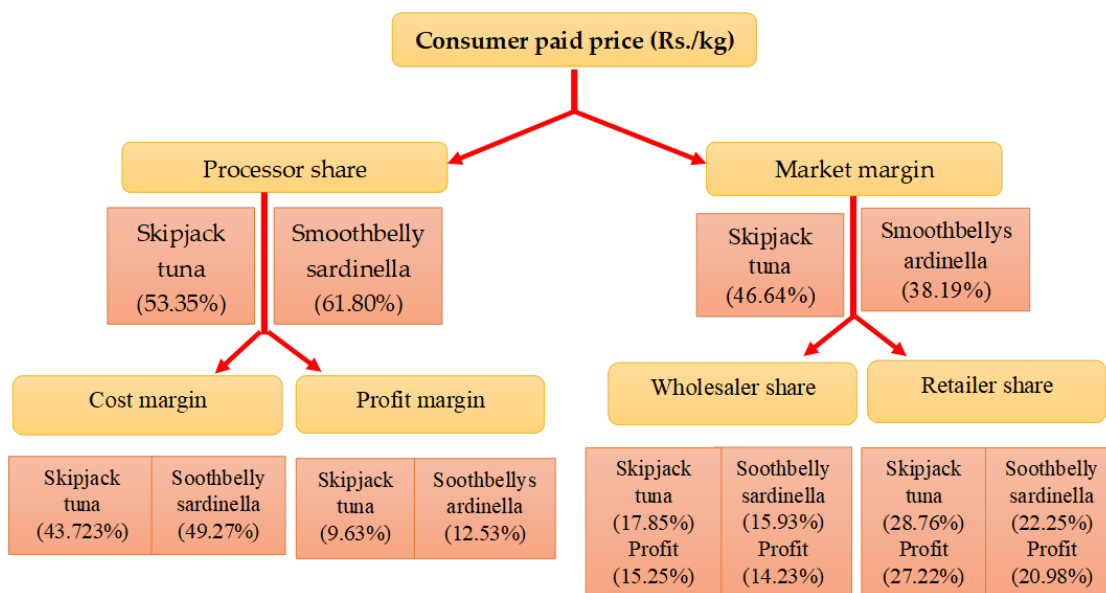 Consumer paid price (Rs./kg)
Processor share
Market margin
Skipjack
tuna
(53.35%)
Smoothbelly
sardinella
(61.80%)
Skipjack
tuna
(46.64%)
Smoothbellys
ardinella
(38.19%)
Cost margin
Profit margin
Wholesaler share
Retailer share
Skipjack
tuna
(43.723%)
Soothbelly
sardinella
(49.27%)
Skipjack
tuna
(9.63%)
Soothbellys
ardinella
(12.53%)
Skipjack
tuna
(17.85%)
Profit
(15.25%)
Soothbelly
sardinella
(15.93%)
Profit
(14.23%)
Skipjack
tuna
(28.76%)
Profit
(27.22%)
Soothbelly
sardinella
(22.25%)
Profit
(20.98%)